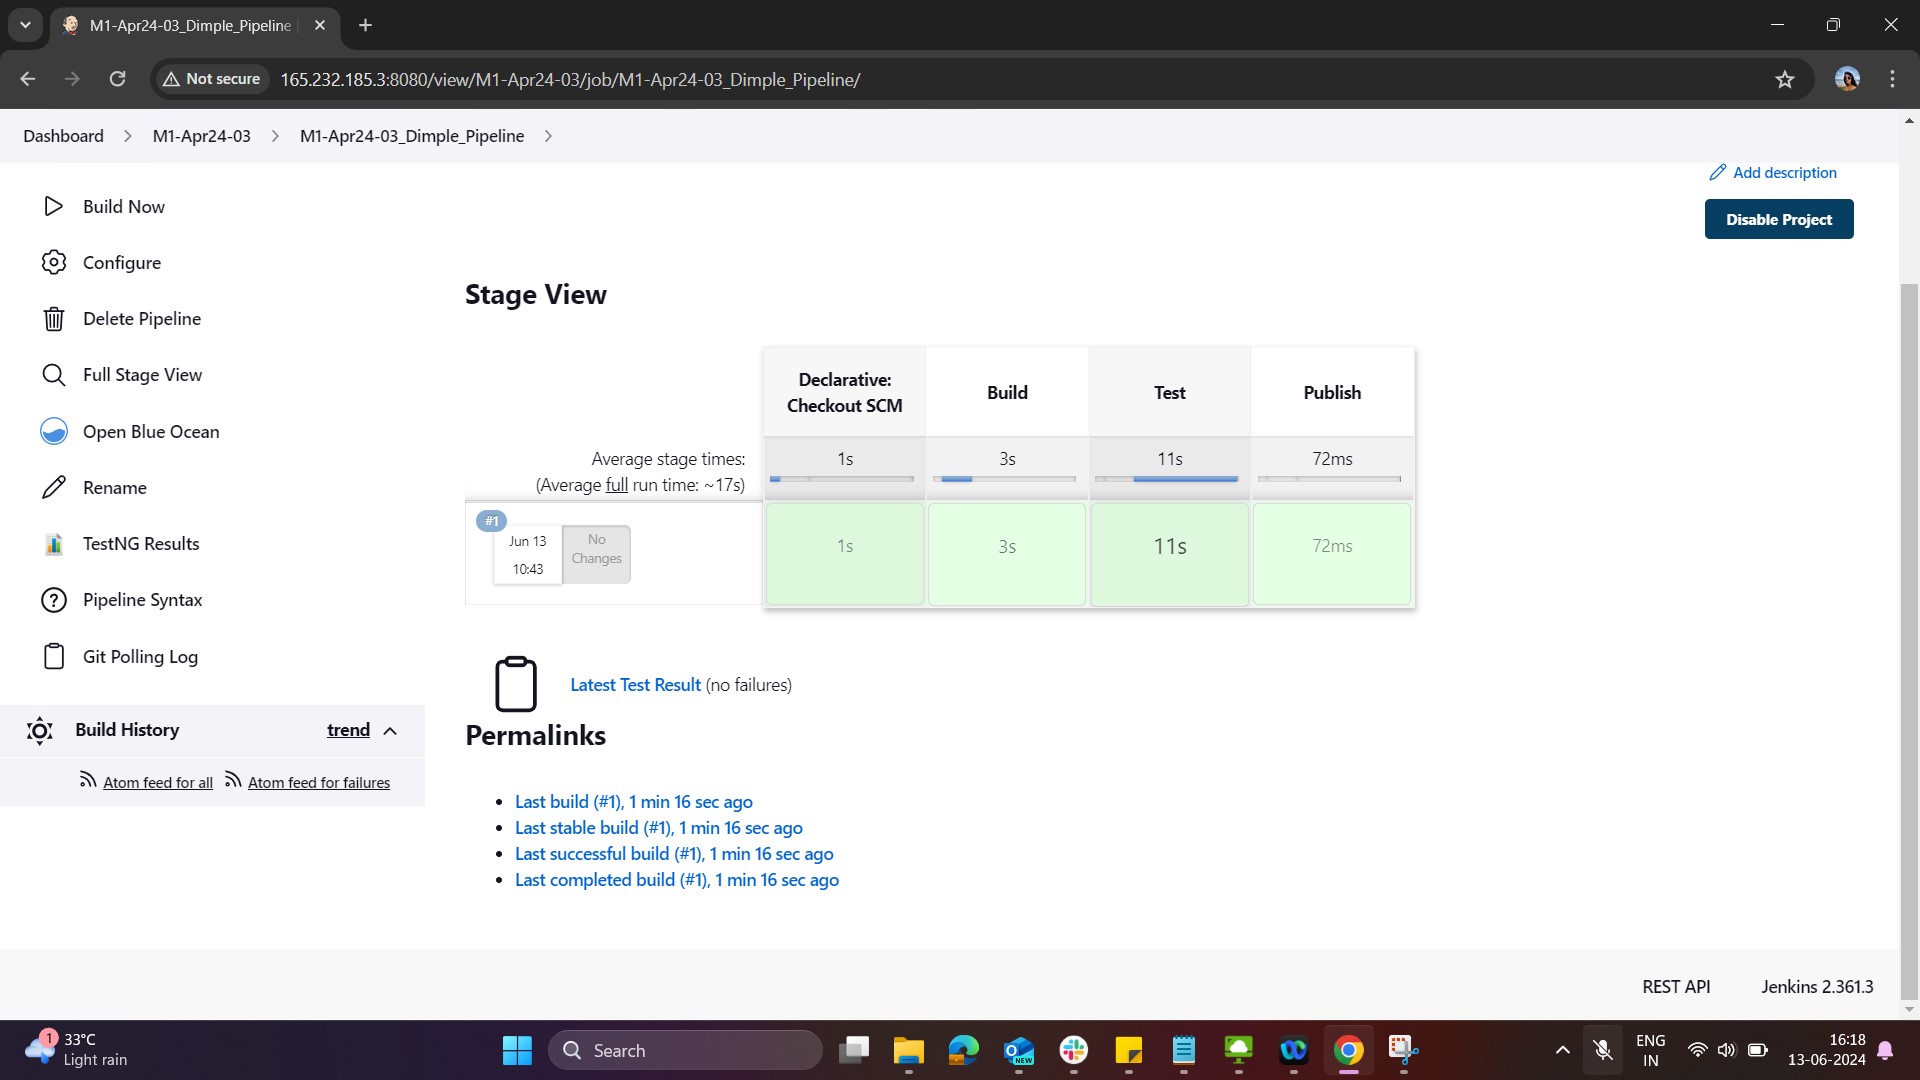 M1-Apr24-03_Dimple_Pipeline
Not secure
165.232.185.3:8080/view/M1-Apr24-03/job/M1-Apr24-03_Dimple_Pipeline/
Dashboard
M1-Apr24-03
M1-Apr24-03_Dimple_Pipeline
Add description
Disable Project
Build Now
Configure
Delete Pipeline
Full Stage View
Open Blue Ocean
Rename
TestNG Results
Pipeline Syntax
Git Polling Log
Build History
trend
Atom feed for all
Atom feed for failures
Stage View
Declarative:
Checkout SCM
Build
Test
Publish
Average stage times:
(Average full run time: ~17s)
1s
3s
11s
72ms
#1
Jun 13
10:43
No
Changes
1s
3s
11s
72ms
Latest Test Result (no failures)
Permalinks
Last build (#1), 1 min 16 sec ago
Last stable build (#1), 1 min 16 sec ago
Last successful build (#1), 1 min 16 sec ago
Last completed build (#1), 1 min 16 sec ago
REST API
Jenkins 2.361.3
1
33°C
Light rain
Search
NEW
ENG
IN
16:18
13-06-2024